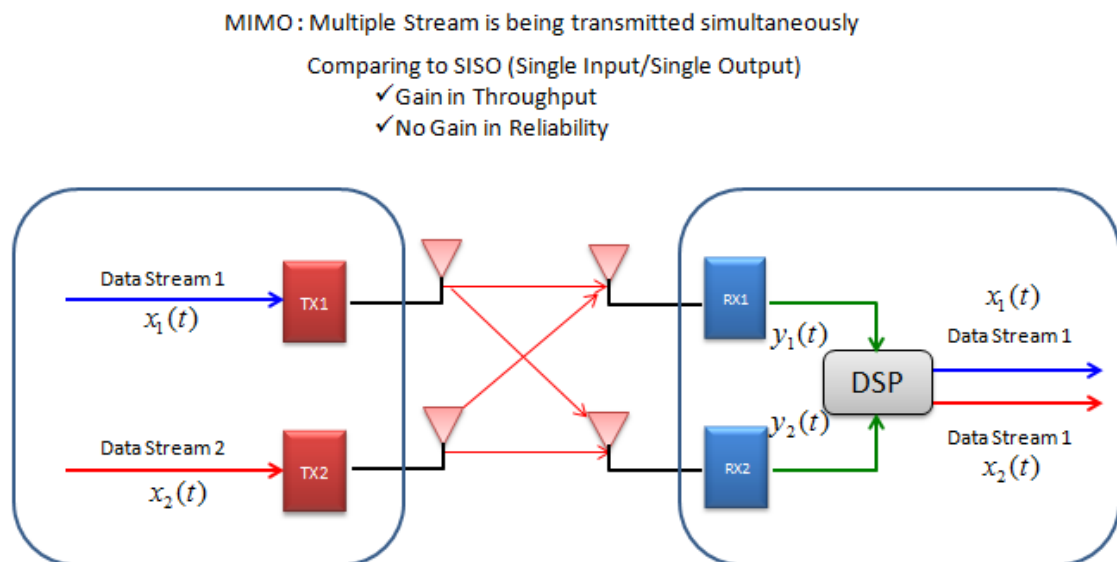 MIMO : Multiple Stream is being transmitted simultaneously
Comparing to SISO (Single Input/Single Output)
✓Gain in Throughput
✓No Gain in Reliability
Data Stream 1
x₁(t)
TX1
Data Stream 2
x₂(t)
TX2
RX1
y₁(t)
RX2
y₂(t)
DSP
x₁(t)
Data Stream 1
Data Stream 1
x₂(t)